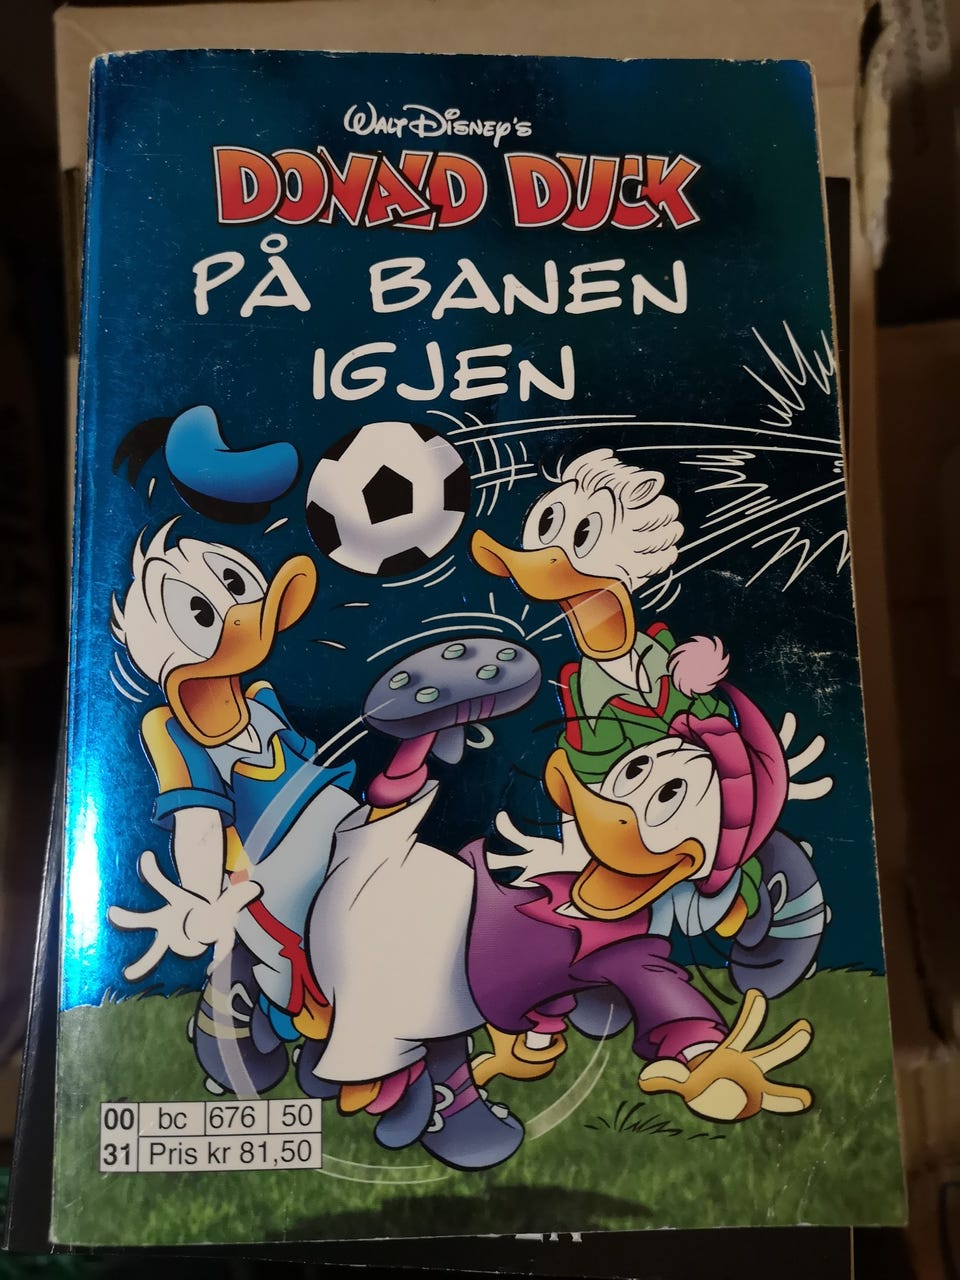 Walt Disney's
DONALD DUCK
PÅ BANEN
IGJEN
00 bc 676 50
31 Pris kr 81,50